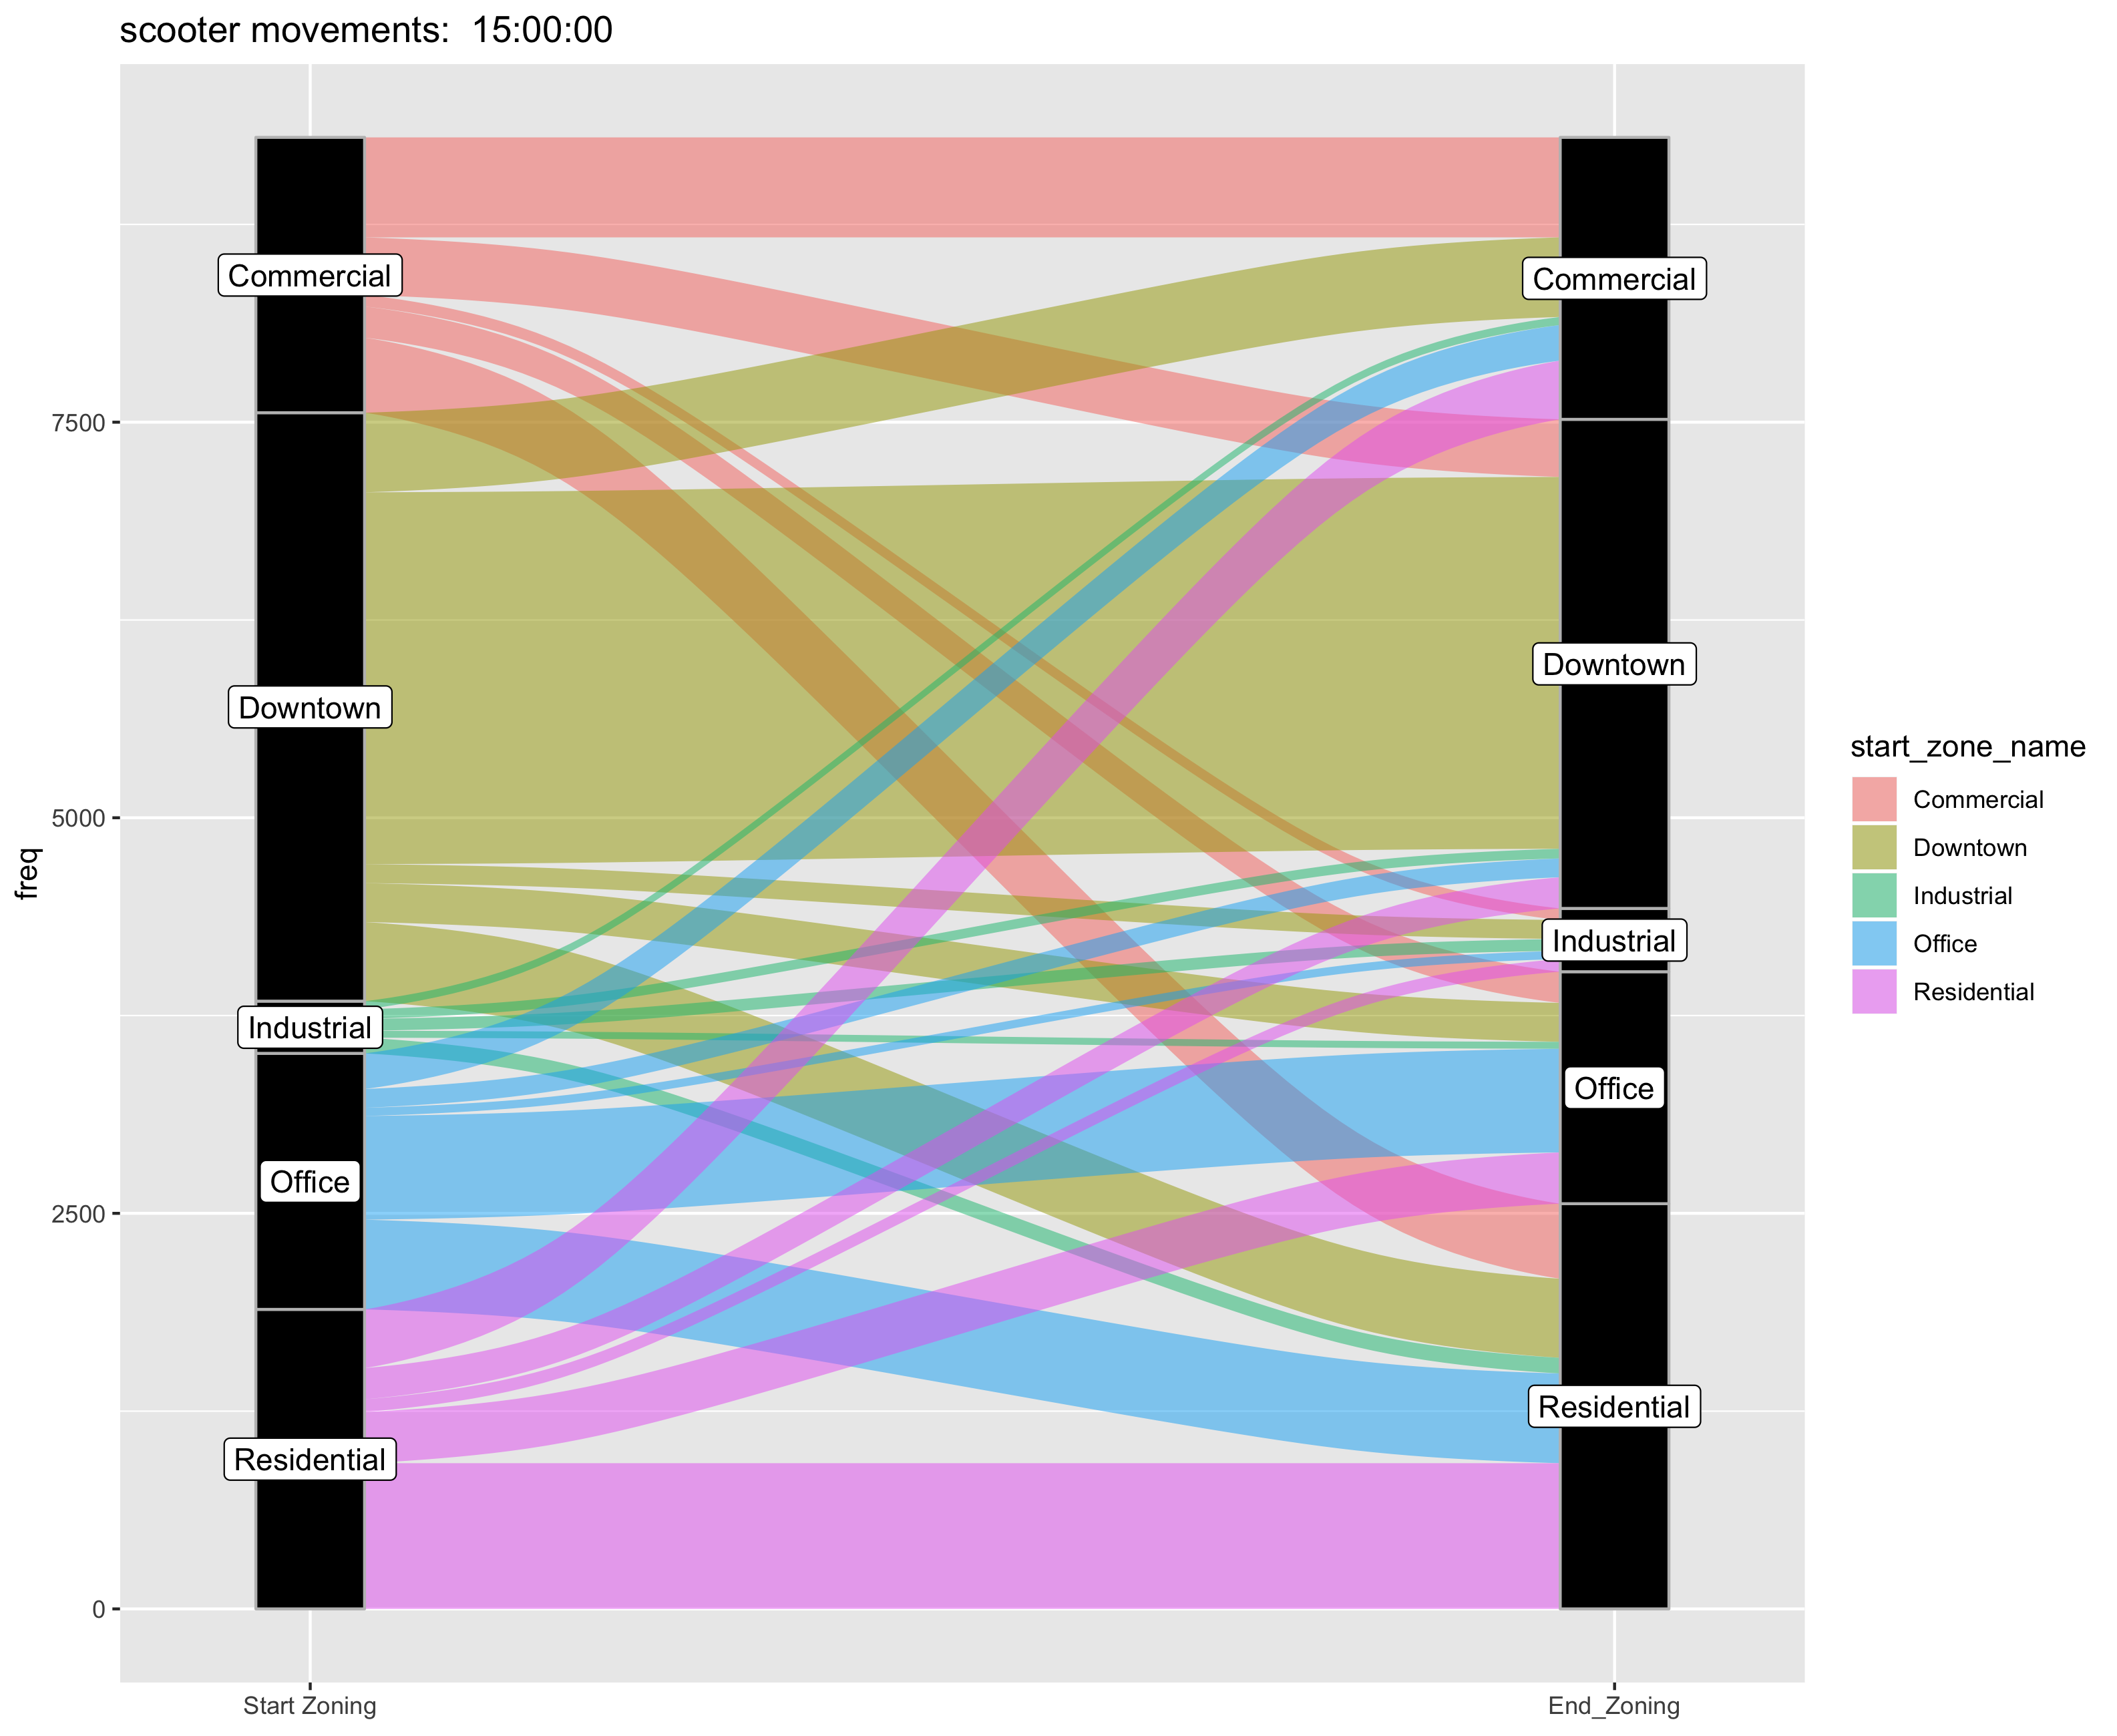 scooter movements:  15:00:00
freq
7500
5000
2500
0
Commercial
Downtown
Industrial
Office
Residential
Commercial
Downtown
Industrial
Office
Residential
Start Zoning
End_Zoning
start_zone_name
Commercial
Downtown
Industrial
Office
Residential